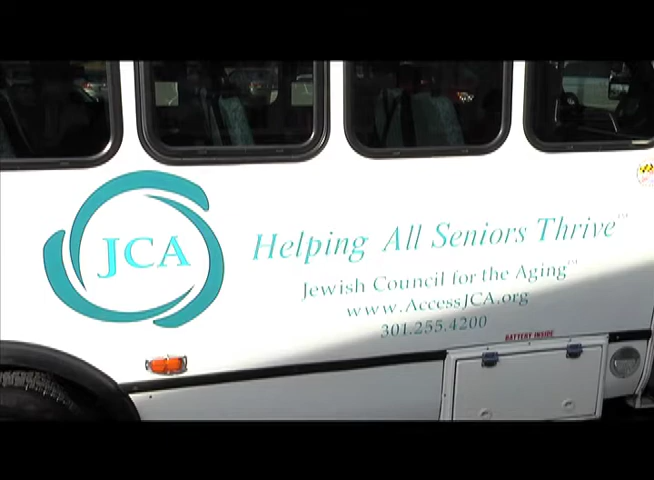 JCA
Helping All Seniors Thrive™
Jewish Council for the Aging™
www.AccessJCA.org
301.255.4200
BATTERY INSIDE